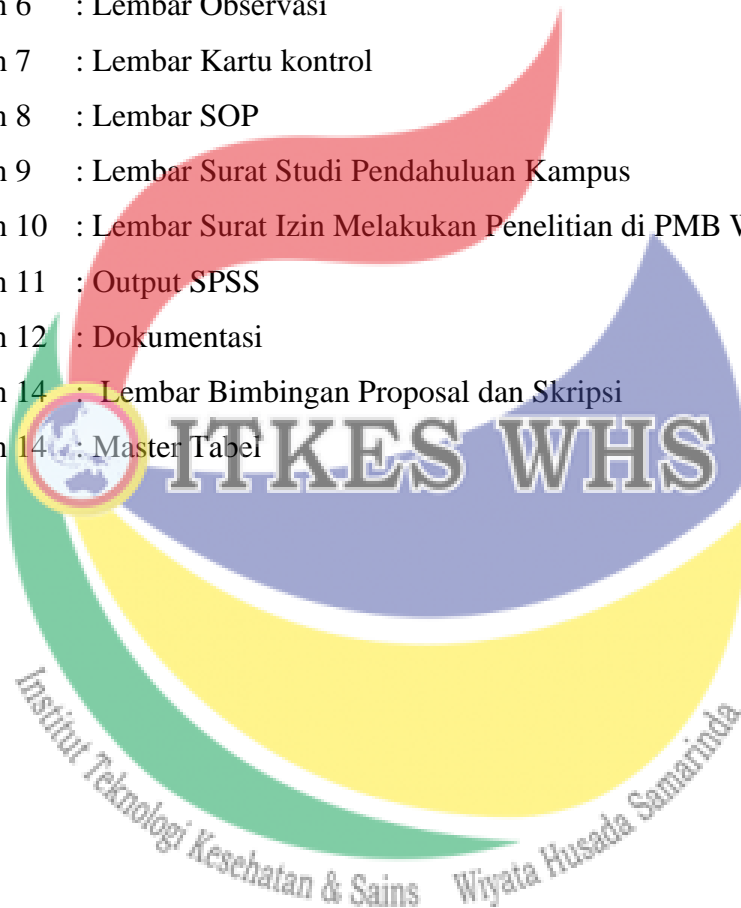 n 6 : Lembar Observasi
n 7 : Lembar Kartu kontrol
n 8 : Lembar SOP
n 9 : Lembar Surat Studi Pendahuluan Kampus
n 10 : Lembar Surat Izin Melakukan Penelitian di PMB W
n 11 : Output SPSS
n 12 : Dokumentasi
n 14 : Lembar Bimbingan Proposal dan Skripsi
n 14 : Master Tabel
ITKES WHS
Institut Teknologi Kesehatan & Sains Wiyata Husada Samarinda